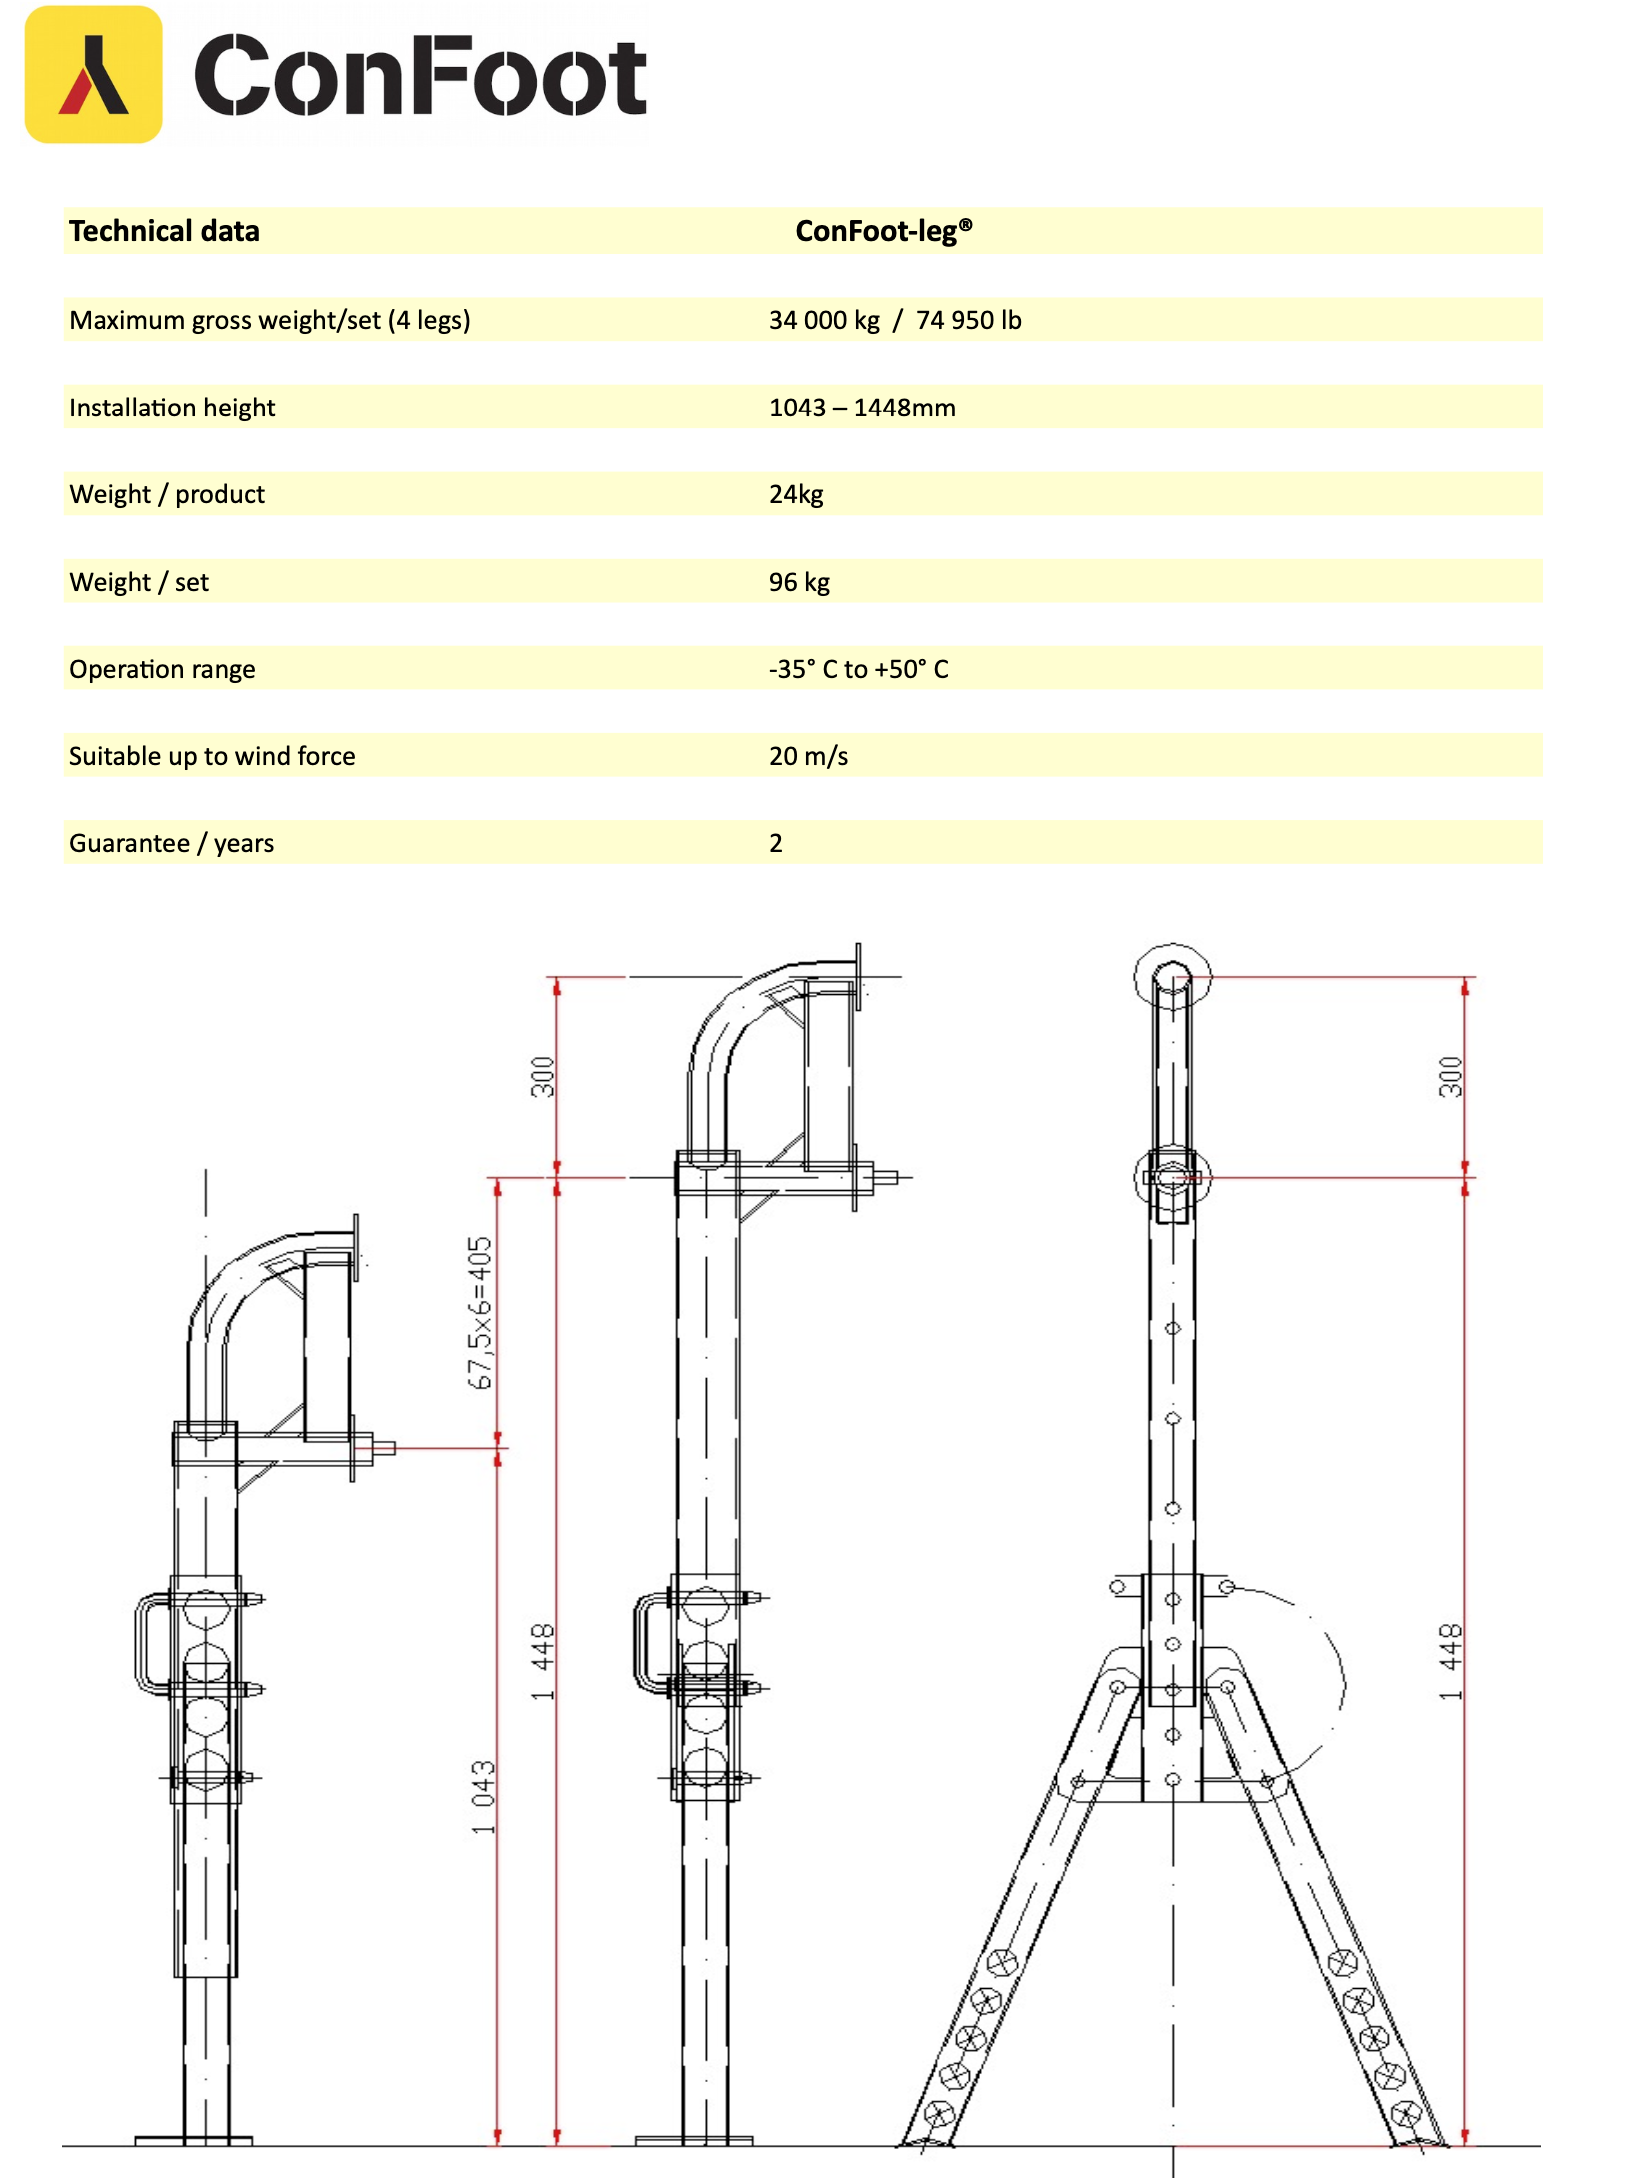 ConFoot
Technical data ConFoot-leg®
Maximum gross weight/set (4 legs) 34 000 kg / 74 950 lb
Installation height 1043 – 1448mm
Weight / product 24kg
Weight / set 96 kg
Operation range -35° C to +50° C
Suitable up to wind force 20 m/s
Guarantee / years 2
300
300
67,5x6=405
1 448
1 448
1 043